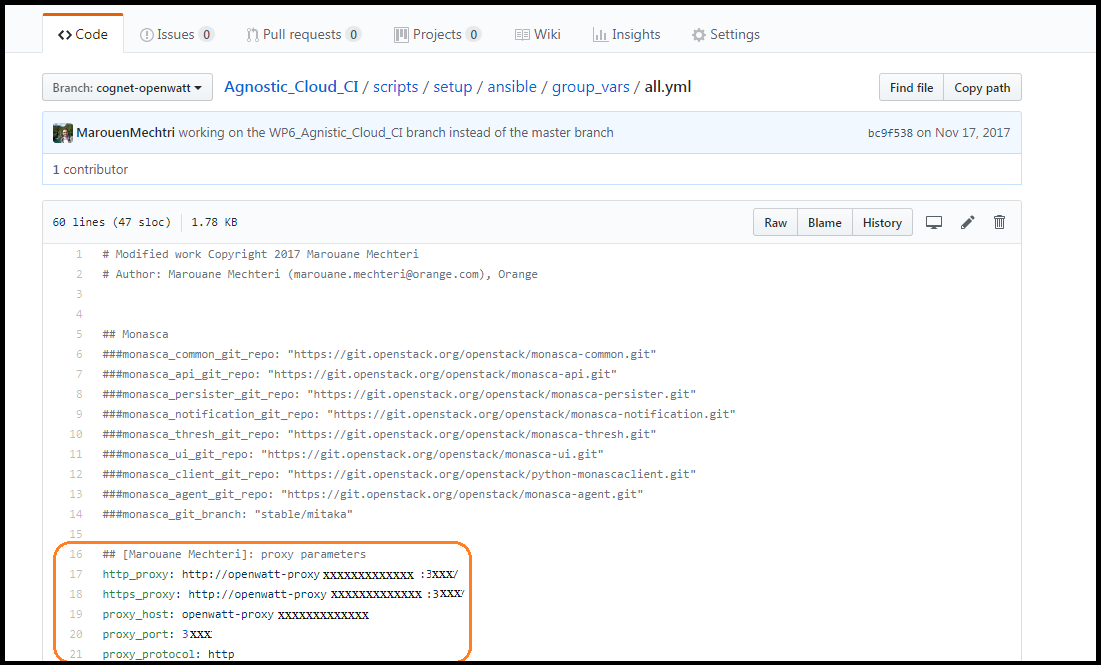 Code Issues 0 Pull requests 0 Projects 0 Wiki Insights Settings
Branch: cognet-openwatt Agnostic_Cloud_CI / scripts / setup / ansible / group_vars / all.yml Find file Copy path
MarouenMechtri working on the WP6_Agnistic_Cloud_CI branch instead of the master branch bc9f538 on Nov 17, 2017
1 contributor
60 lines (47 sloc) 1.78 KB Raw Blame History
1 # Modified work Copyright 2017 Marouane Mechteri
2 # Author: Marouane Mechteri (marouane.mechteri@orange.com), Orange
3
4
5 ## Monasca
6 ###monasca_common_git_repo: "https://git.openstack.org/openstack/monasca-common.git"
7 ###monasca_api_git_repo: "https://git.openstack.org/openstack/monasca-api.git"
8 ###monasca_persister_git_repo: "https://git.openstack.org/openstack/monasca-persister.git"
9 ###monasca_notification_git_repo: "https://git.openstack.org/openstack/monasca-notification.git"
10 ###monasca_thresh_git_repo: "https://git.openstack.org/openstack/monasca-thresh.git"
11 ###monasca_ui_git_repo: "https://git.openstack.org/openstack/monasca-ui.git"
12 ###monasca_client_git_repo: "https://git.openstack.org/openstack/python-monascaclient.git"
13 ###monasca_agent_git_repo: "https://git.openstack.org/openstack/monasca-agent.git"
14 ###monasca_git_branch: "stable/mitaka"
15
16 ## [Marouane Mechteri]: proxy parameters
17 http_proxy: http://openwatt-proxy xxxxxxxxxxxxx :3xxx/
18 https_proxy: http://openwatt-proxy xxxxxxxxxxxxx :3xxx/
19 proxy_host: openwatt-proxy xxxxxxxxxxxxx
20 proxy_port: 3xxx
21 proxy_protocol: http